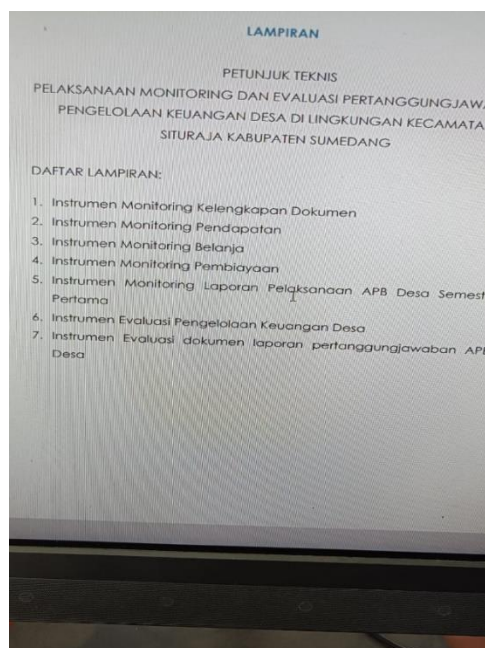 LAMPIRAN
PETUNJUK TEKNIS
PELAKSANAAN MONITORING DAN EVALUASI PERTANGGUNGJAW
PENGELOLAAN KEUANGAN DESA DI LINGKUNGAN KECAMATA
SITURAJA KABUPATEN SUMEDANG
DAFTAR LAMPIRAN:
1. Instrumen Monitoring Kelengkapan Dokumen
2. Instrumen Monitoring Pendapatan
3. Instrumen Monitoring Belanja
4. Instrumen Monitoring Pembiayaan
5. Instrumen Monitoring Laporan Pelaksanaan APB Desa Semest
Pertama
6. Instrumen Evaluasi Pengelolaan Keuangan Desa
7. Instrumen Evaluasi dokumen laporan pertanggungjawaban AP
Desa